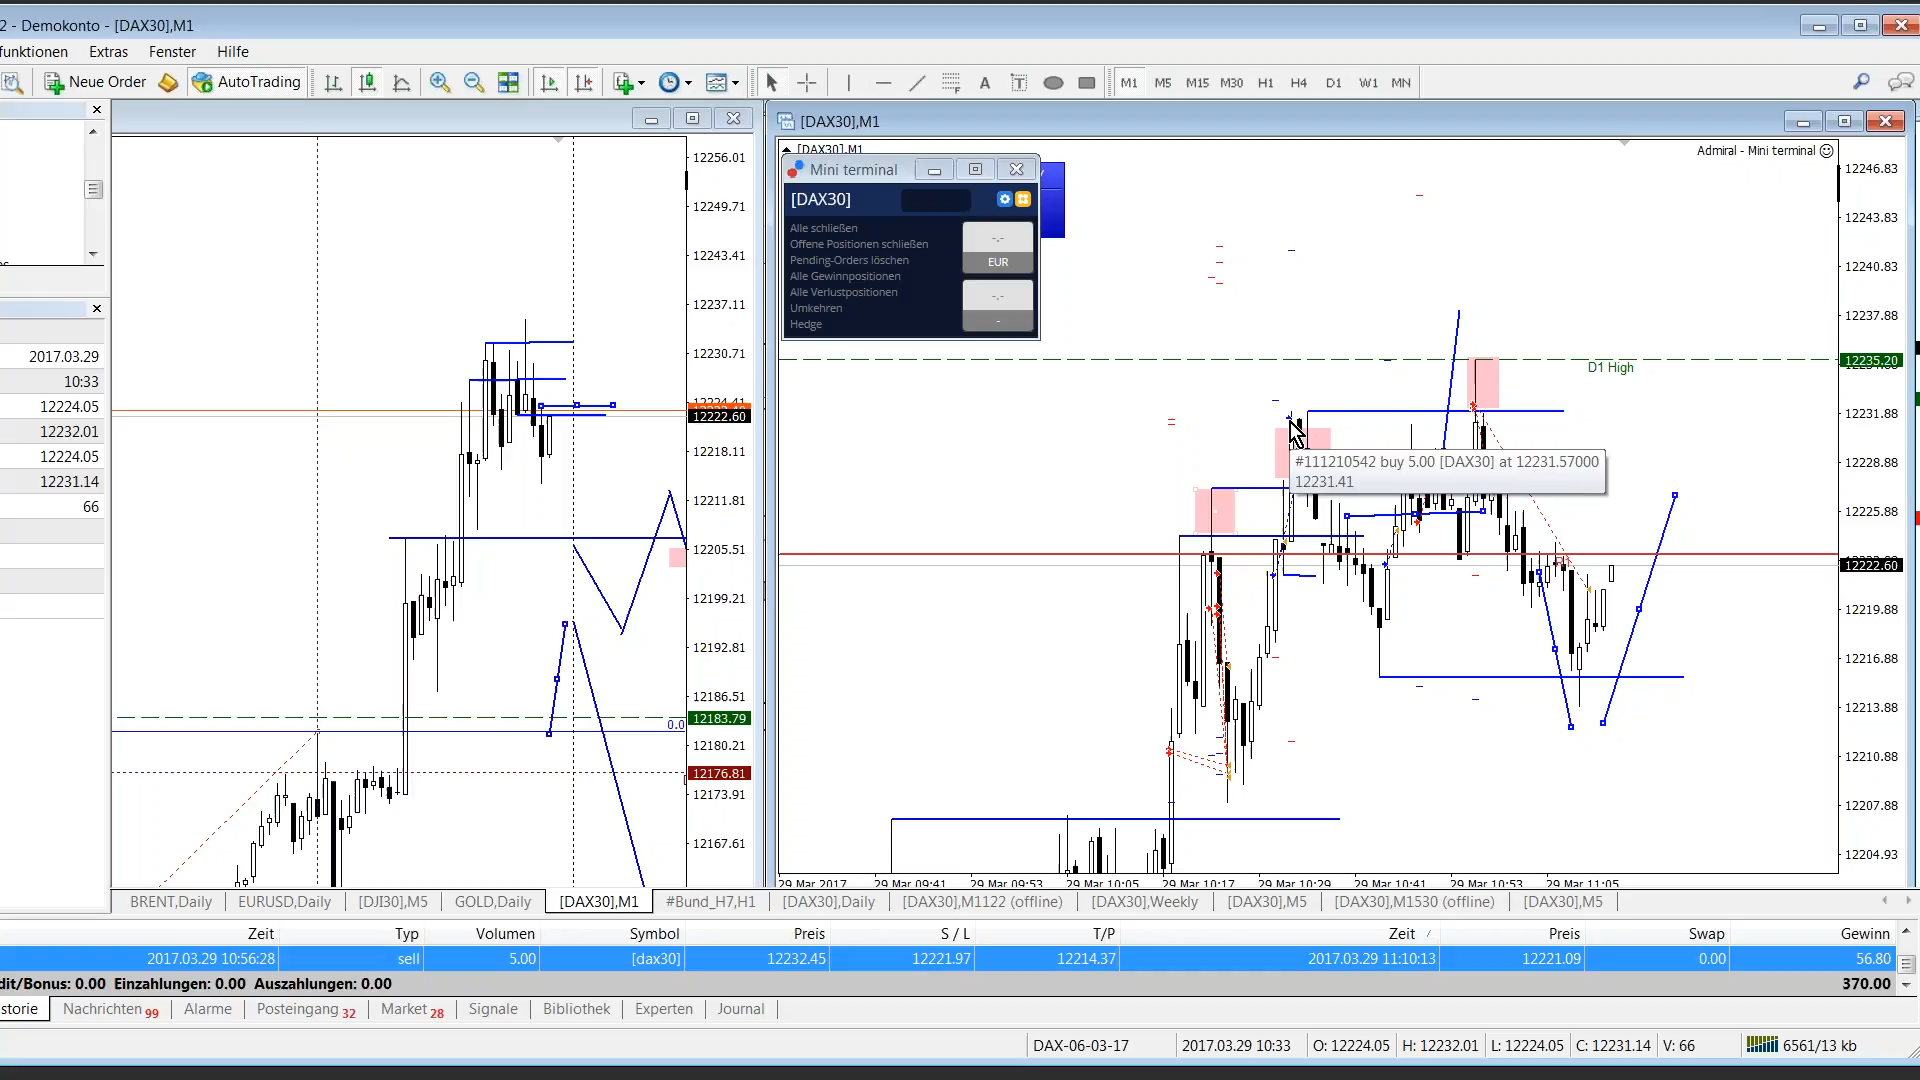 2 - Demokonto - [DAX30],M1
funktionen Extras Fenster Hilfe
Neue Order AutoTrading M1 M5 M15 M30 H1 H4 D1 W1 MN
2017.03.29
10:33
12224.05
12232.01
12224.05
12231.14
66
12256.01
12249.71
12243.41
12237.11
12230.71
12222.60
12218.11
12211.81
12205.51
12199.21
12192.81
12186.51
12183.79
0.0
12180.21
12176.81
12173.91
12167.61
[DAX30],M1
[DAX30],M1
Admiral - Mini terminal
Mini terminal
[DAX30]
Alle schließen
Offene Positionen schließen
Pending-Orders löschen
Alle Gewinnpositionen
Alle Verlustpositionen
Umkehren
Hedge
-.-
EUR
-.-
-
D1 High
#111210542 buy 5.00 [DAX30] at 12231.57000
12231.41
12246.83
12243.83
12240.83
12237.88
12235.20
12231.88
12228.88
12225.88
12222.60
12219.88
12216.88
12213.88
12210.88
12207.88
12204.93
29 Mar 2017 29 Mar 09:41 29 Mar 09:53 29 Mar 10:05 29 Mar 10:17 29 Mar 10:29 29 Mar 10:41 29 Mar 10:53 29 Mar 11:05
BRENT,Daily EURUSD,Daily [DJI30],M5 GOLD,Daily [DAX30],M1 #Bund_H7,H1 [DAX30],Daily [DAX30],M1122 (offline) [DAX30],Weekly [DAX30],M5 [DAX30],M1530 (offline) [DAX30],M5
Zeit Typ Volumen Symbol Preis S / L T/P Zeit / Preis Swap Gewinn
2017.03.29 10:56:28 sell 5.00 [dax30] 12232.45 12221.97 12214.37 2017.03.29 11:10:13 12221.09 0.00 56.80
dit/Bonus: 0.00 Einzahlungen: 0.00 Auszahlungen: 0.00 370.00
storie Nachrichten 99 Alarme Posteingang 32 Market 28 Signale Bibliothek Experten Journal
DAX-06-03-17 2017.03.29 10:33 O: 12224.05 H: 12232.01 L: 12224.05 C: 12231.14 V: 66 6561/13 kb